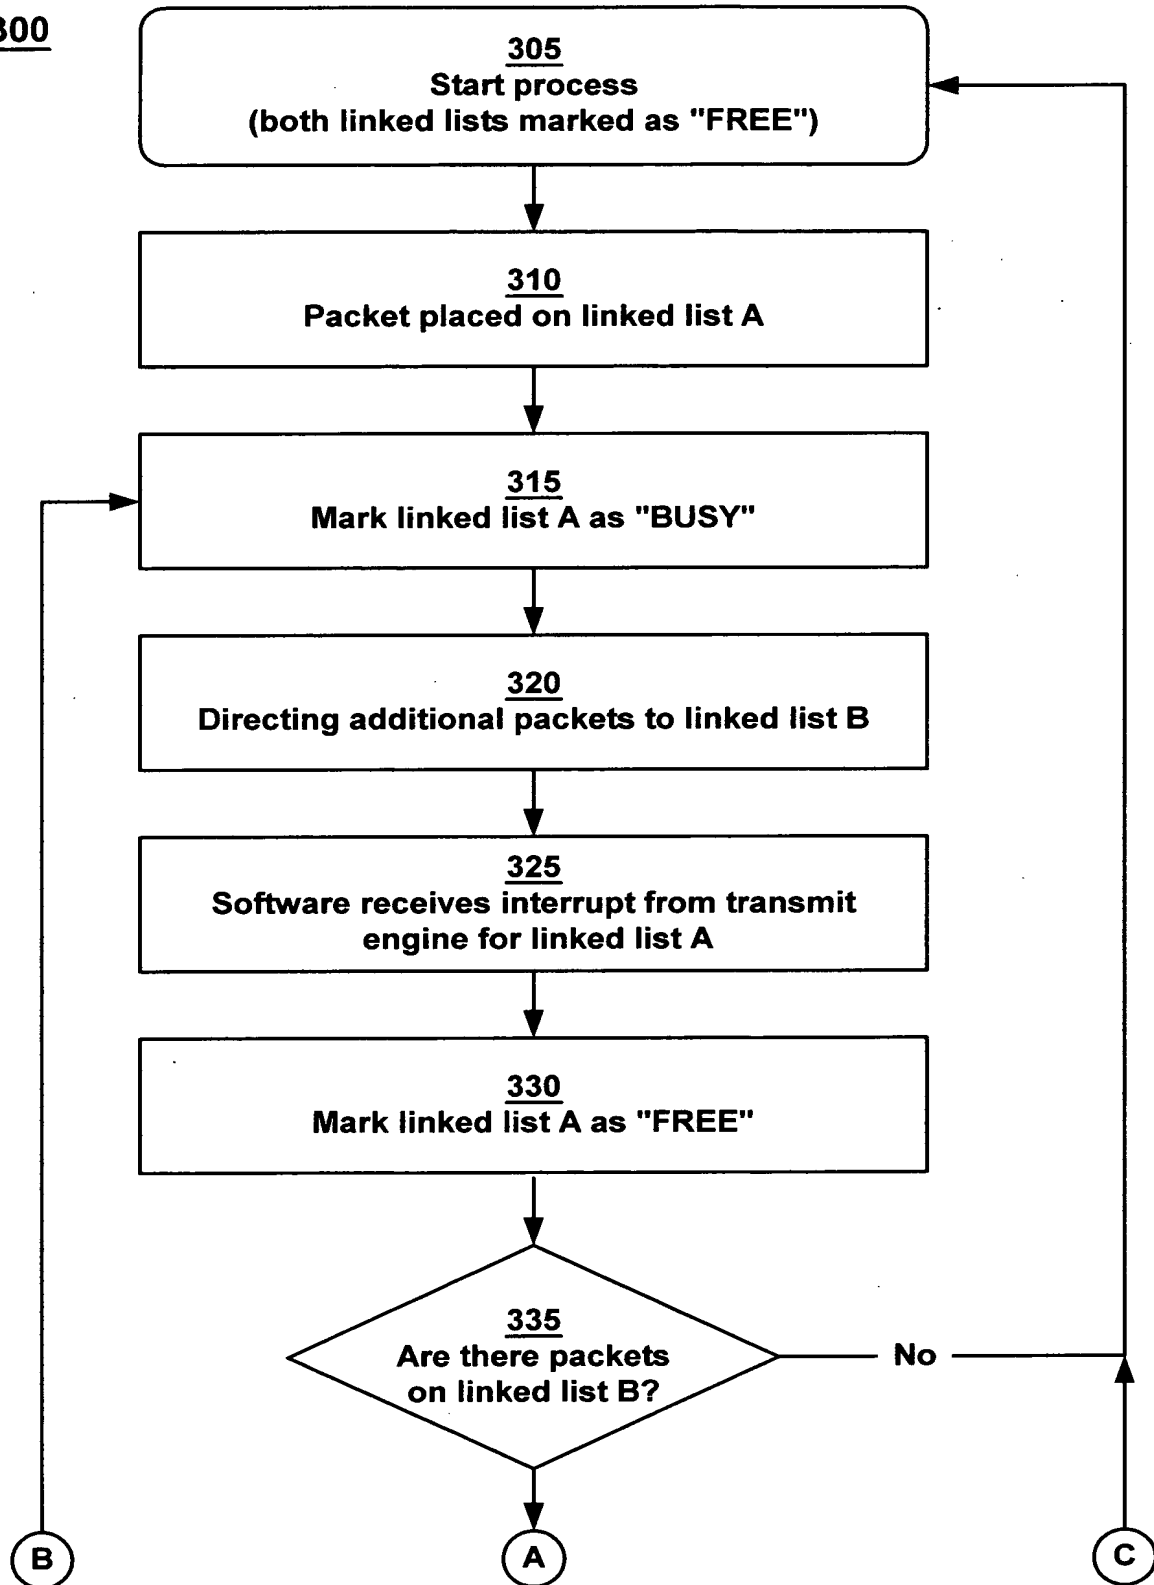 300
305
Start process
(both linked lists marked as "FREE")
310
Packet placed on linked list A
315
Mark linked list A as "BUSY"
320
Directing additional packets to linked list B
325
Software receives interrupt from transmit
engine for linked list A
330
Mark linked list A as "FREE"
335
Are there packets
on linked list B?
No
B
A
C